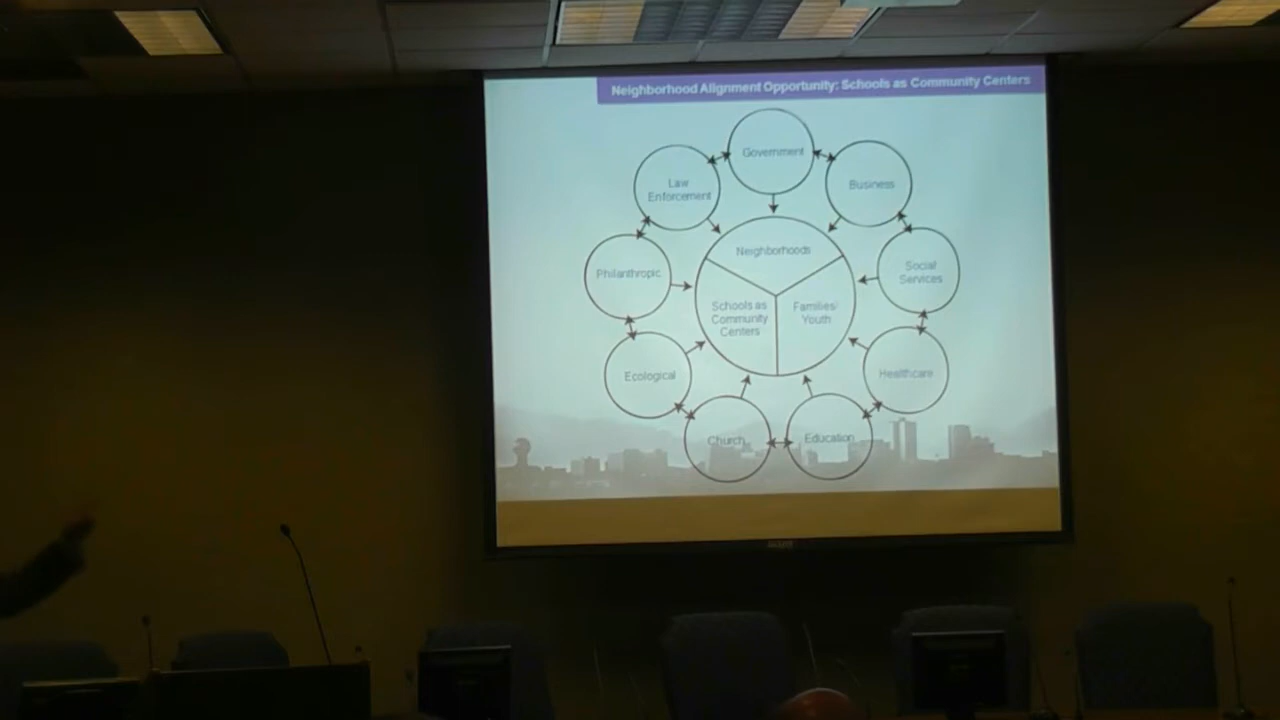 Neighborhood Alignment Opportunity: Schools as Community Centers
Government
Law
Enforcement
Business
Neighborhoods
Philanthropic
Social
Services
Schools as
Community
Centers
Families/
Youth
Ecological
Healthcare
Church
Education